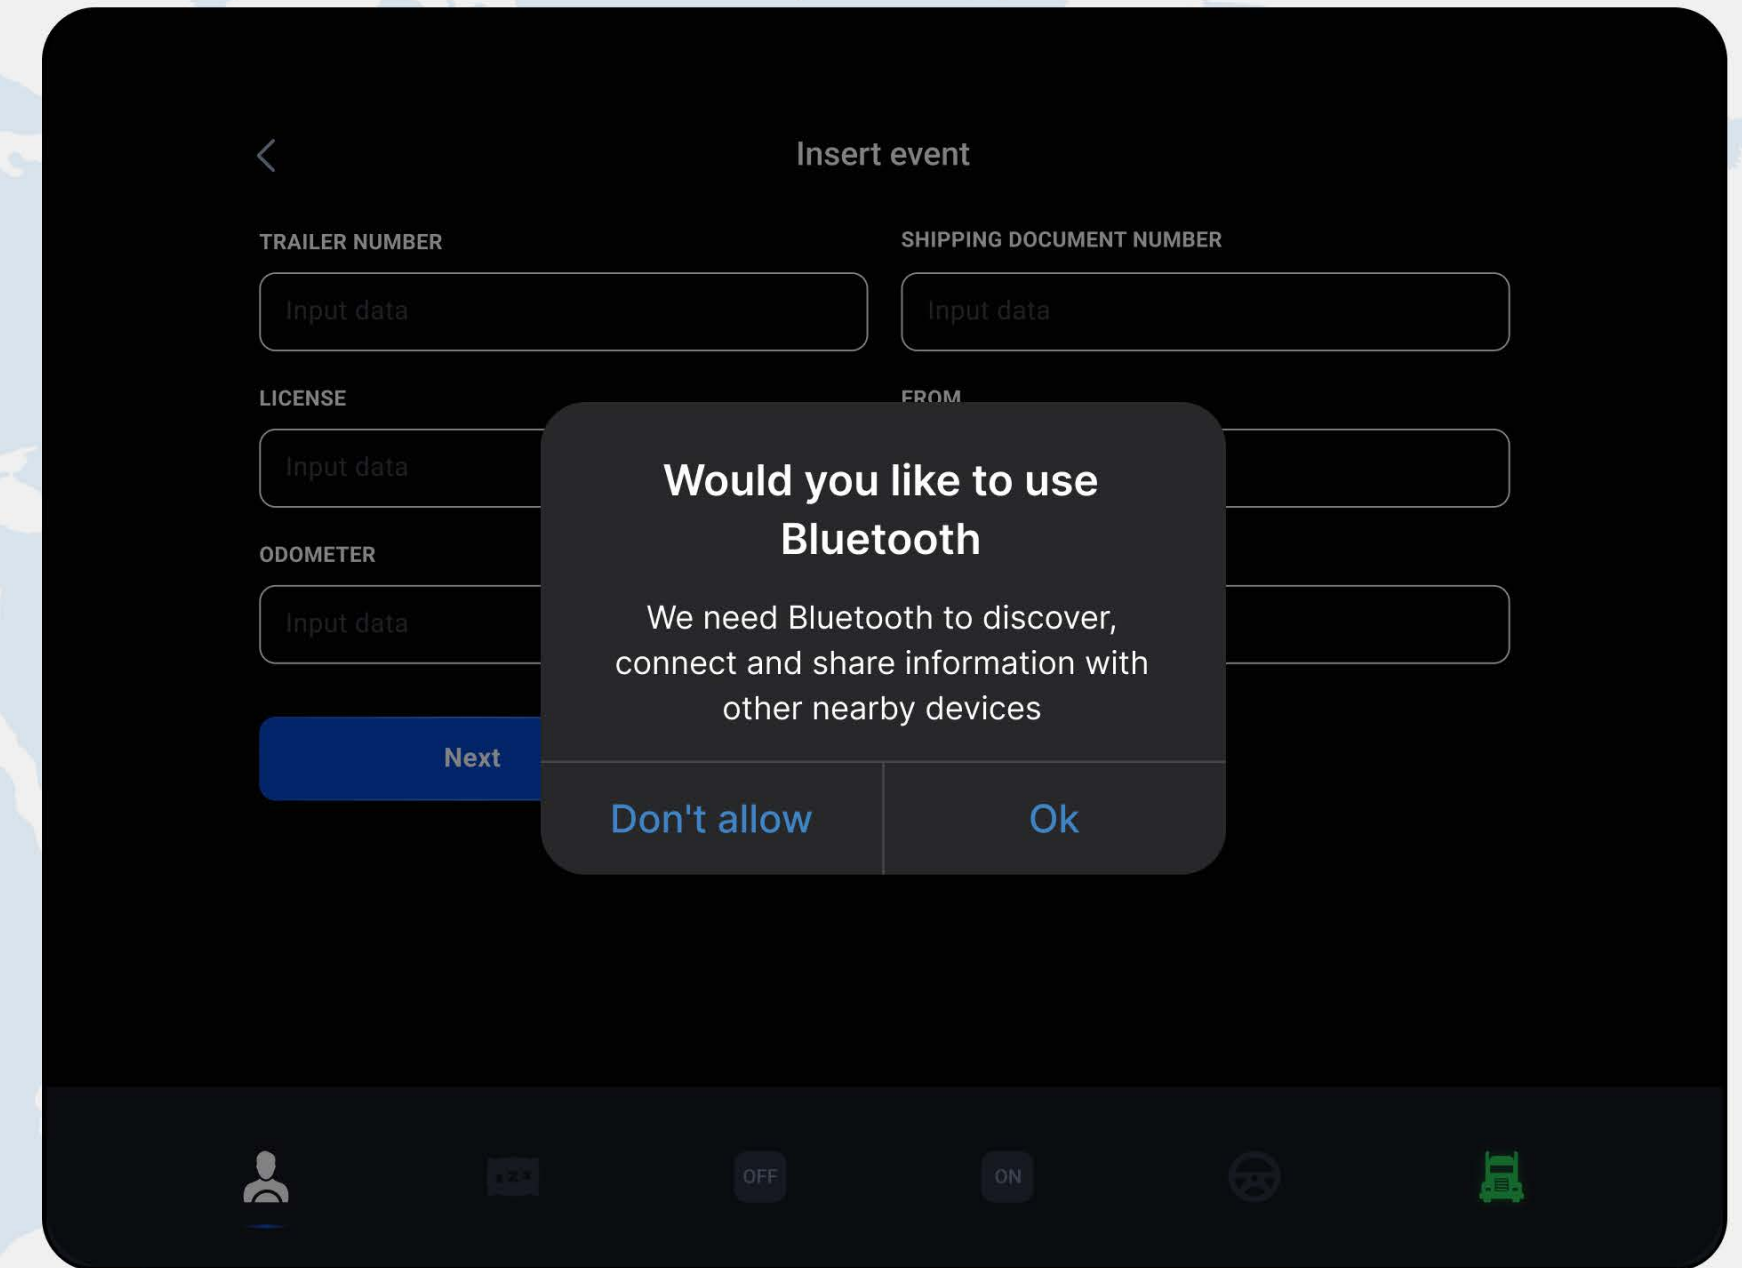 Insert event
TRAILER NUMBER
SHIPPING DOCUMENT NUMBER
Input data
Input data
LICENSE
FROM
Input data
Would you like to use
Bluetooth
ODOMETER
We need Bluetooth to discover,
connect and share information with
other nearby devices
Input data
Next
Don't allow
Ok
OFF
ON